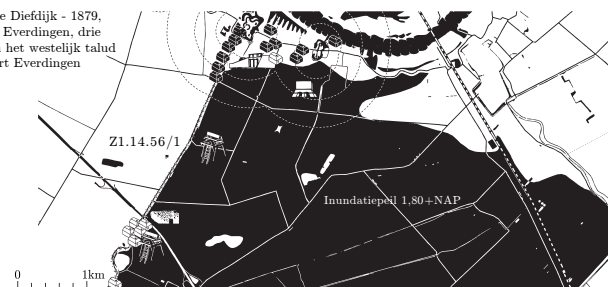 e Diefdijk - 1879,
Everdingen, drie
het westelijk talud
rt Everdingen
Z1.14.56/1
Inundatiepeil 1,80+NAP
0 1km